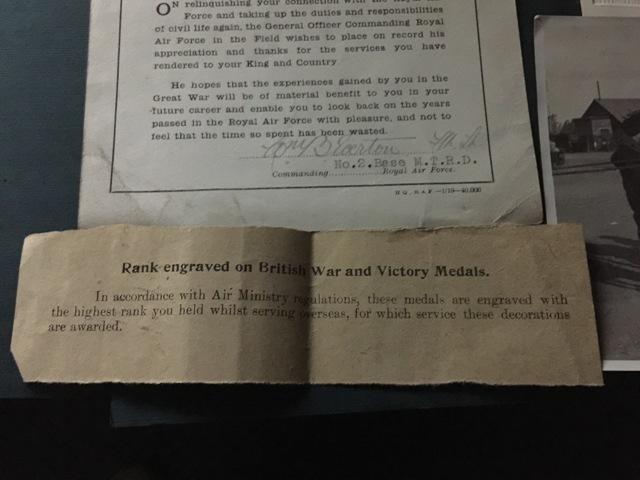 ON relinquishing your connection with the Royal Air
Force and taking up the duties and responsibilities
of civil life again, the General Officer Commanding Royal
Air Force in the Field wishes to place on record his
appreciation and thanks for the services you have
rendered to your King and Country
He hopes that the experiences gained by you in the
Great War will be of material benefit to you in your
future career and enable you to look back on the years
passed in the Royal Air Force with pleasure, and not to
feel that the time so spent has been wasted.
No.2.Base M.T.R.D.
Commanding..............Royal Air Force.
H.Q., R.A.F.—1/19—40,000
Rank engraved on British War and Victory Medals.
In accordance with Air Ministry regulations, these medals are engraved with
the highest rank you held whilst serving overseas, for which service these decorations
are awarded.